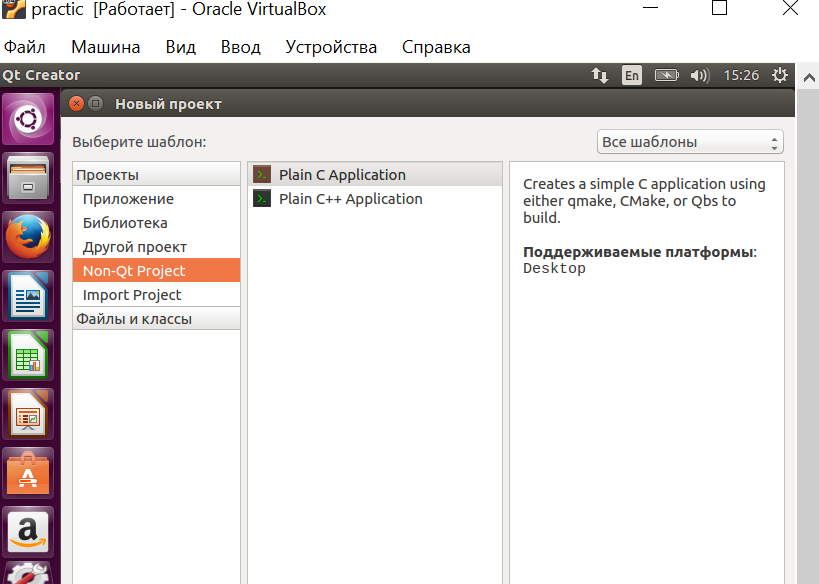 practic [Работает] - Oracle VirtualBox
Файл Машина Вид Ввод Устройства Справка
Qt Creator En 15:26
Новый проект
Выберите шаблон: Все шаблоны
Проекты
Приложение
Библиотека
Другой проект
Non-Qt Project
Import Project
Файлы и классы
Plain C Application
Plain C++ Application
Creates a simple C application using
either qmake, CMake, or Qbs to
build.
Поддерживаемые платформы:
Desktop
a